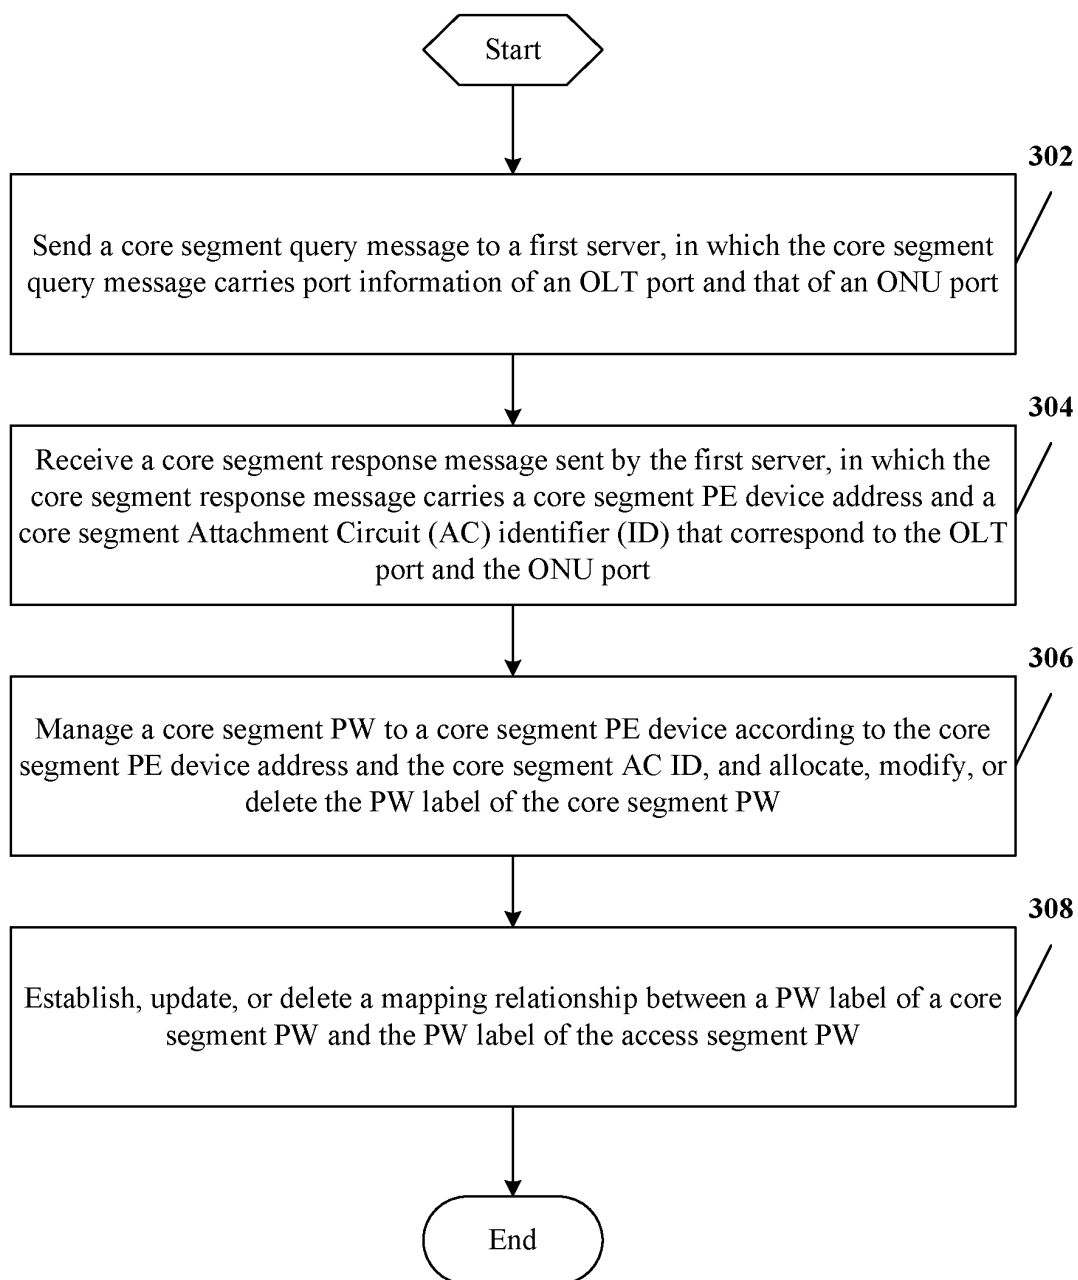 Start
302
Send a core segment query message to a first server, in which the core segment
query message carries port information of an OLT port and that of an ONU port
304
Receive a core segment response message sent by the first server, in which the
core segment response message carries a core segment PE device address and a
core segment Attachment Circuit (AC) identifier (ID) that correspond to the OLT
port and the ONU port
306
Manage a core segment PW to a core segment PE device according to the core
segment PE device address and the core segment AC ID, and allocate, modify, or
delete the PW label of the core segment PW
308
Establish, update, or delete a mapping relationship between a PW label of a core
segment PW and the PW label of the access segment PW
End